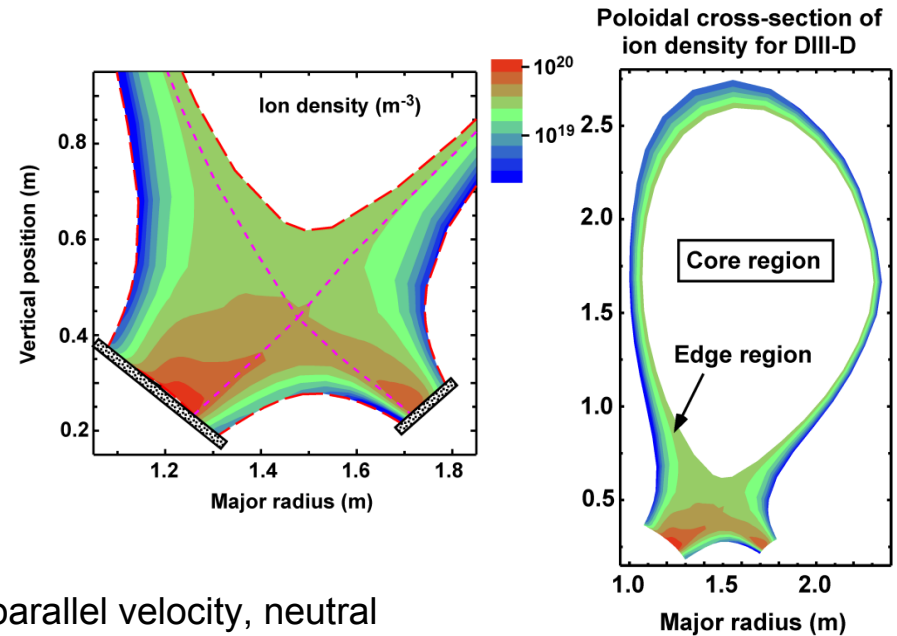 Poloidal cross-section of
ion density for DIII-D
Ion density (m⁻³)
10²⁰
10¹⁹
0.8
0.6
0.4
0.2
Vertical position (m)
1.2 1.4 1.6 1.8
Major radius (m)
2.5
2.0
1.5
1.0
0.5
Core region
Edge region
1.0 1.5 2.0
Major radius (m)
parallel velocity, neutral